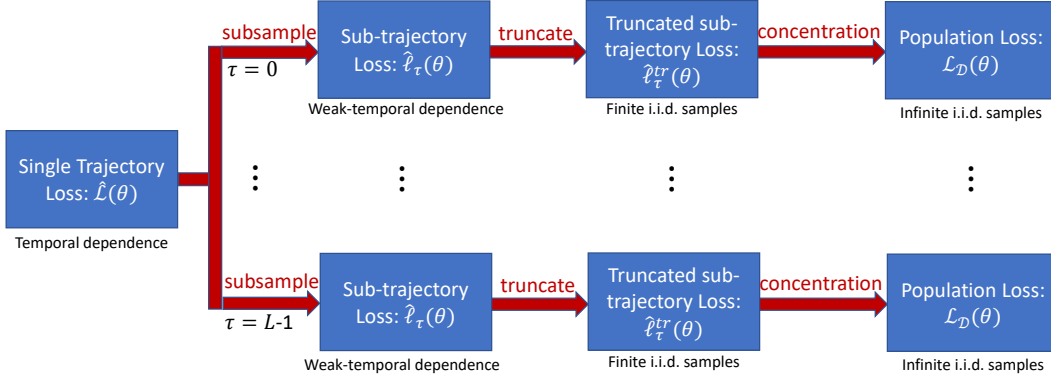 subsample
τ = 0
Sub-trajectory
Loss: ℓ̂_τ(θ)
Weak-temporal dependence
truncate
Truncated sub-
trajectory Loss:
ℓ̂_τ^{tr}(θ)
Finite i.i.d. samples
concentration
Population Loss:
ℒ_𝒟(θ)
Infinite i.i.d. samples
Single Trajectory
Loss: ℒ̂(θ)
Temporal dependence
subsample
τ = L-1
Sub-trajectory
Loss: ℓ̂_τ(θ)
Weak-temporal dependence
truncate
Truncated sub-
trajectory Loss:
ℓ̂_τ^{tr}(θ)
Finite i.i.d. samples
concentration
Population Loss:
ℒ_𝒟(θ)
Infinite i.i.d. samples